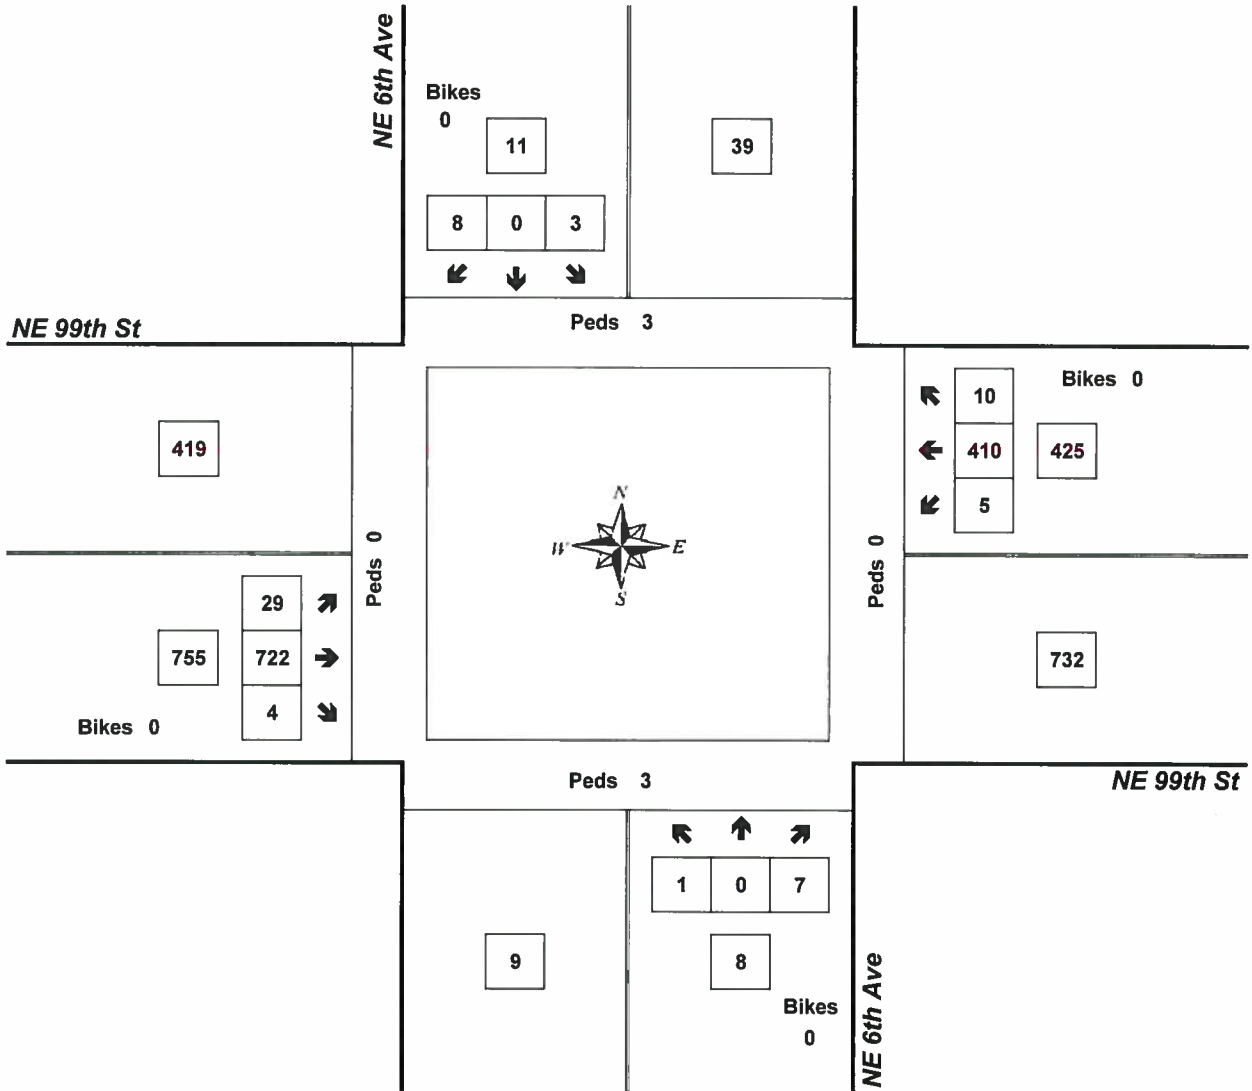 NE 6th Ave
Bikes
0
11
39
8 0 3
Peds 3
NE 99th St
419
10
Bikes 0
410
425
5
N
W E
S
Peds 0
Peds 0
29
755
722
4
Bikes 0
732
Peds 3
NE 99th St
1 0 7
9
8
Bikes
0
NE 6th Ave